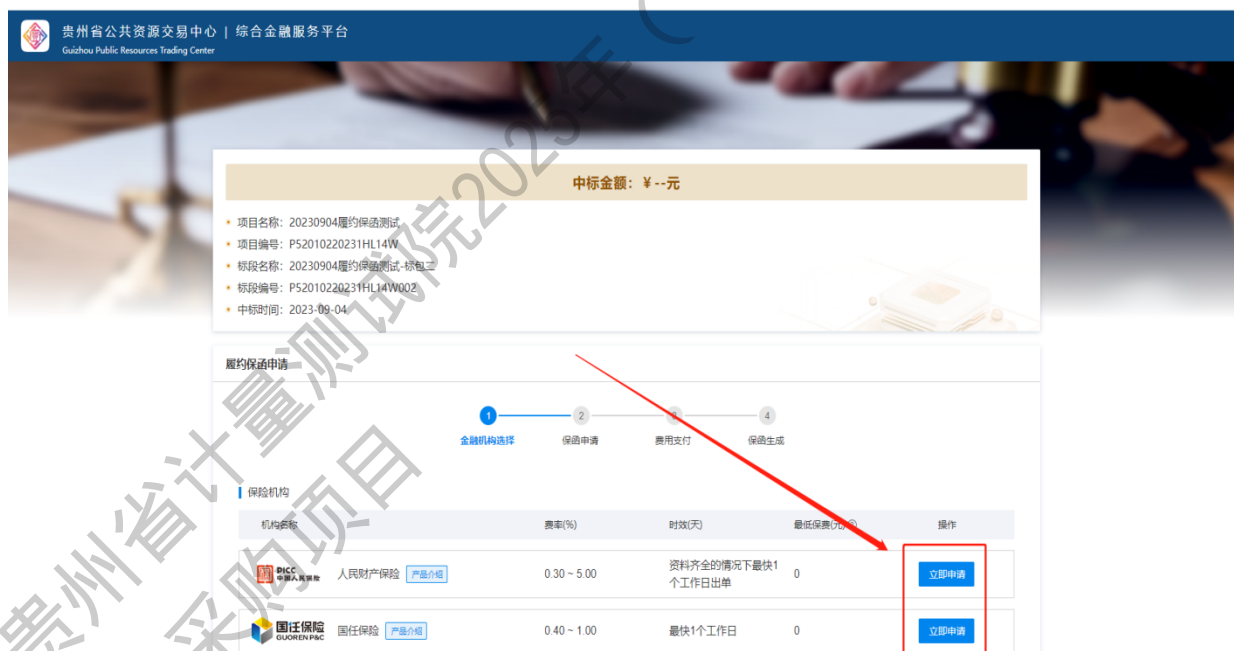 贵州省公共资源交易中心 | 综合金融服务平台
Guizhou Public Resources Trading Center
中标金额：¥ --元
项目名称：20230904履约保函测试
项目编号：P52010220231HL14W
标段名称：20230904履约保函测试-标包二
标段编号：P52010220231HL14W002
中标时间：2023-09-04
履约保函申请
1 2 3 4
金融机构选择 保函申请 费用支付 保函生成
保险机构
机构名称 费率(%) 时效(天) 最低保费(元) 操作
PICC
中国人民保险
人民财产保险 产品介绍 0.30 ~ 5.00 资料齐全的情况下最快1 0 立即申请
个工作日出单
国任保险
GUOREN P&C
国任保险 产品介绍 0.40 ~ 1.00 最快1个工作日 0 立即申请
贵州省计量测试院2025年（
采购项目